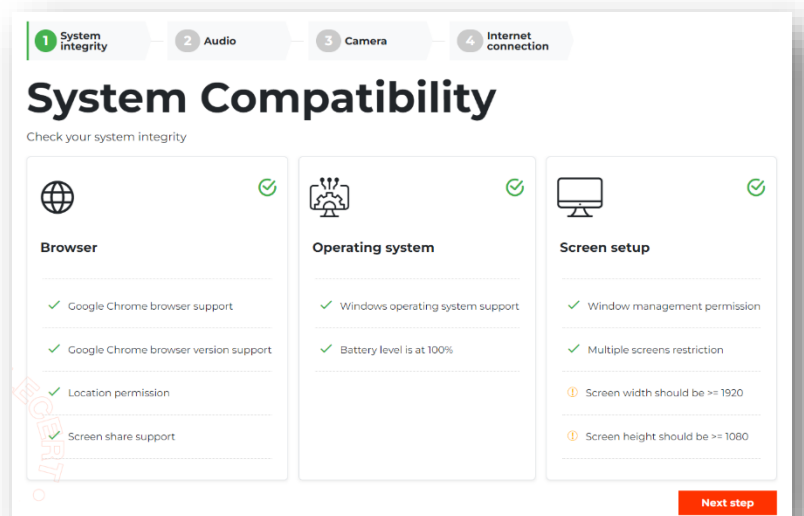 1 System
integrity
2 Audio
3 Camera
4 Internet
connection
System Compatibility
Check your system integrity
Browser
Google Chrome browser support
Google Chrome browser version support
Location permission
Screen share support
Operating system
Windows operating system support
Battery level is at 100%
Screen setup
Window management permission
Multiple screens restriction
Screen width should be >= 1920
Screen height should be >= 1080
Next step
ECERT